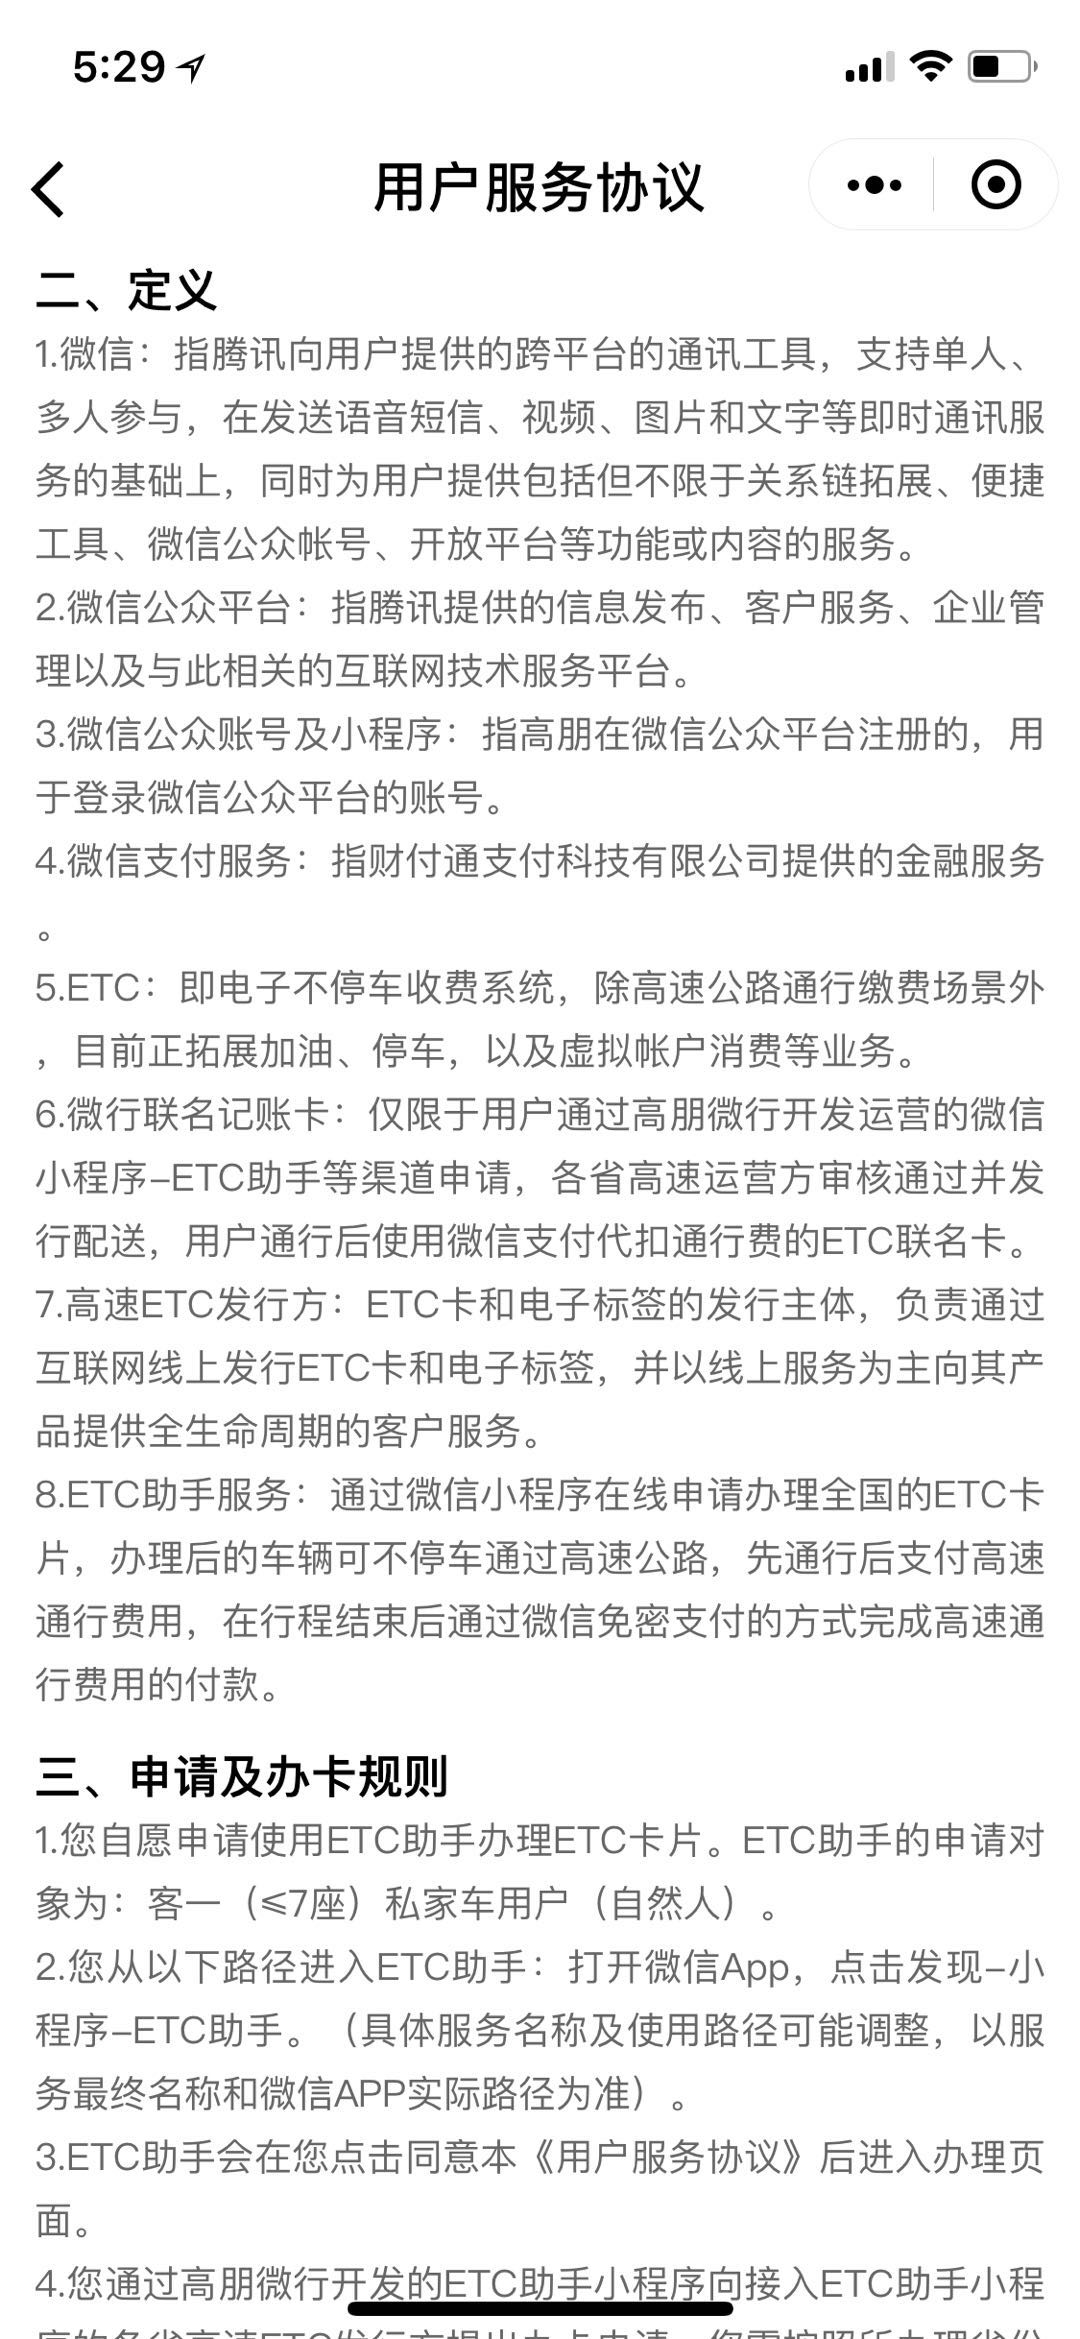 5:29
用户服务协议
二、定义
1.微信：指腾讯向用户提供的跨平台的通讯工具，支持单人、
多人参与，在发送语音短信、视频、图片和文字等即时通讯服
务的基础上，同时为用户提供包括但不限于关系链拓展、便捷
工具、微信公众帐号、开放平台等功能或内容的服务。
2.微信公众平台：指腾讯提供的信息发布、客户服务、企业管
理以及与此相关的互联网技术服务平台。
3.微信公众账号及小程序：指高朋在微信公众平台注册的，用
于登录微信公众平台的账号。
4.微信支付服务：指财付通支付科技有限公司提供的金融服务
。
5.ETC：即电子不停车收费系统，除高速公路通行缴费场景外
，目前正拓展加油、停车，以及虚拟帐户消费等业务。
6.微行联名记账卡：仅限于用户通过高朋微行开发运营的微信
小程序–ETC助手等渠道申请，各省高速运营方审核通过并发
行配送，用户通行后使用微信支付代扣通行费的ETC联名卡。
7.高速ETC发行方：ETC卡和电子标签的发行主体，负责通过
互联网线上发行ETC卡和电子标签，并以线上服务为主向其产
品提供全生命周期的客户服务。
8.ETC助手服务：通过微信小程序在线申请办理全国的ETC卡
片，办理后的车辆可不停车通过高速公路，先通行后支付高速
通行费用，在行程结束后通过微信免密支付的方式完成高速通
行费用的付款。
三、申请及办卡规则
1.您自愿申请使用ETC助手办理ETC卡片。ETC助手的申请对
象为：客一（≤7座）私家车用户（自然人）。
2.您从以下路径进入ETC助手：打开微信App，点击发现–小
程序–ETC助手。（具体服务名称及使用路径可能调整，以服
务最终名称和微信APP实际路径为准）。
3.ETC助手会在您点击同意本《用户服务协议》后进入办理页
面。
4.您通过高朋微行开发的ETC助手小程序向接入ETC助手小程